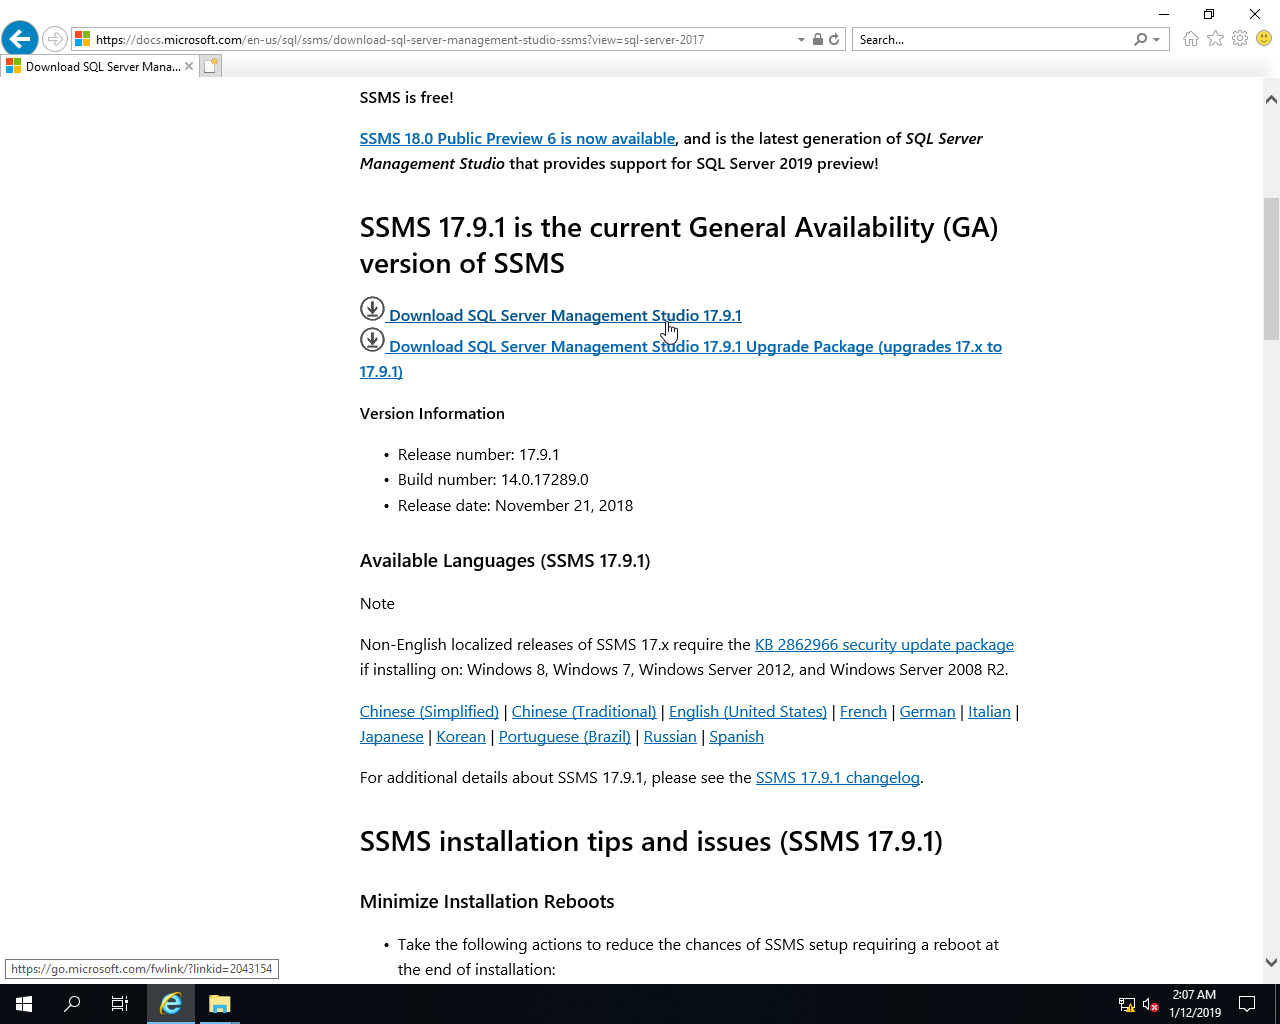 https://docs.microsoft.com/en-us/sql/ssms/download-sql-server-management-studio-ssms?view=sql-server-2017
Search...
Download SQL Server Mana...
SSMS is free!
SSMS 18.0 Public Preview 6 is now available, and is the latest generation of SQL Server
Management Studio that provides support for SQL Server 2019 preview!
SSMS 17.9.1 is the current General Availability (GA)
version of SSMS
Download SQL Server Management Studio 17.9.1
Download SQL Server Management Studio 17.9.1 Upgrade Package (upgrades 17.x to
17.9.1)
Version Information
• Release number: 17.9.1
• Build number: 14.0.17289.0
• Release date: November 21, 2018
Available Languages (SSMS 17.9.1)
Note
Non-English localized releases of SSMS 17.x require the KB 2862966 security update package
if installing on: Windows 8, Windows 7, Windows Server 2012, and Windows Server 2008 R2.
Chinese (Simplified) | Chinese (Traditional) | English (United States) | French | German | Italian |
Japanese | Korean | Portuguese (Brazil) | Russian | Spanish
For additional details about SSMS 17.9.1, please see the SSMS 17.9.1 changelog.
SSMS installation tips and issues (SSMS 17.9.1)
Minimize Installation Reboots
• Take the following actions to reduce the chances of SSMS setup requiring a reboot at
the end of installation:
https://go.microsoft.com/fwlink/?linkid=2043154
2:07 AM
1/12/2019